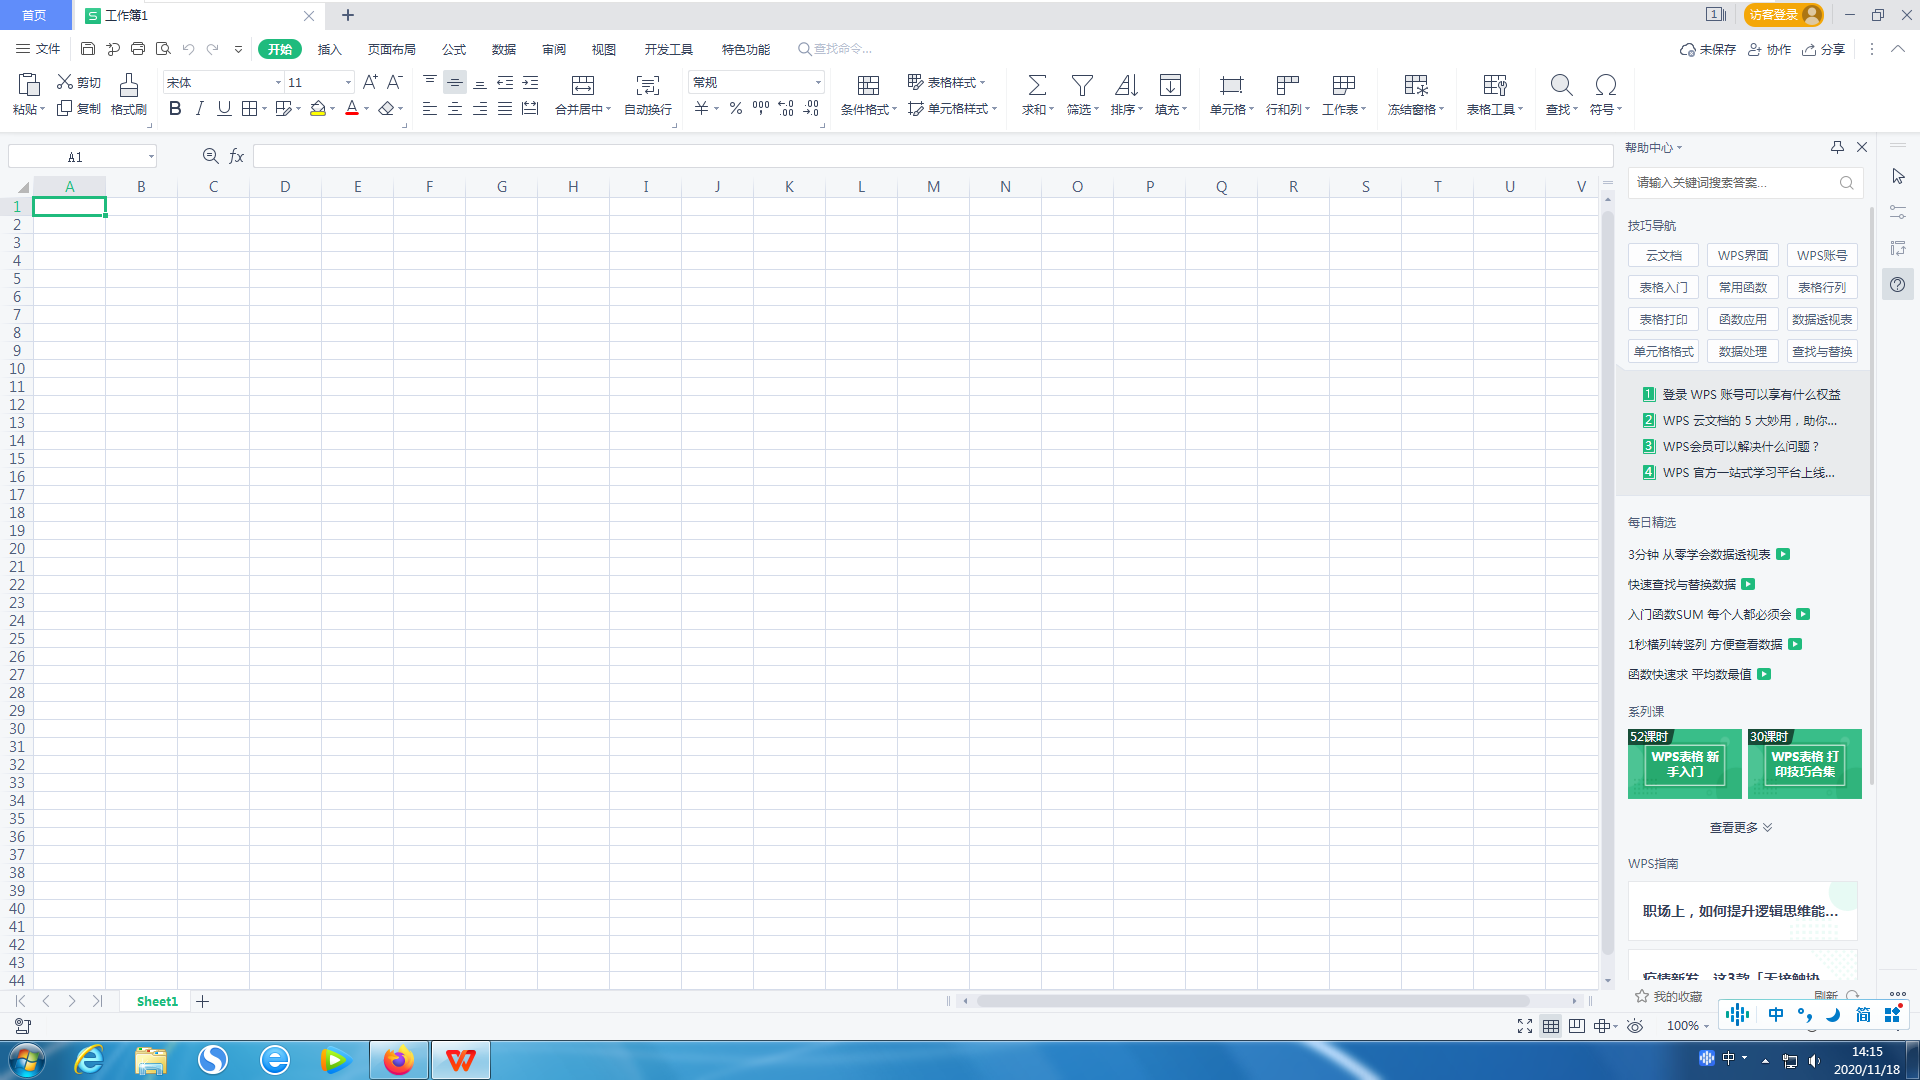 首页
工作簿1
访客登录
文件
开始
插入
页面布局
公式
数据
审阅
视图
开发工具
特色功能
查找命令...
未保存
协作
分享
粘贴
剪切
复制
格式刷
宋体
11
合并居中
自动换行
常规
条件格式
表格样式
单元格样式
求和
筛选
排序
填充
单元格
行和列
工作表
冻结窗格
表格工具
查找
符号
A1
fx
A B C D E F G H I J K L M N O P Q R S T U V
1
2
3
4
5
6
7
8
9
10
11
12
13
14
15
16
17
18
19
20
21
22
23
24
25
26
27
28
29
30
31
32
33
34
35
36
37
38
39
40
41
42
43
44
帮助中心
请输入关键词搜索答案...
技巧导航
云文档 WPS界面 WPS账号
表格入门 常用函数 表格行列
表格打印 函数应用 数据透视表
单元格格式 数据处理 查找与替换
1 登录 WPS 账号可以享有什么权益
2 WPS 云文档的 5 大妙用，助你...
3 WPS会员可以解决什么问题？
4 WPS 官方一站式学习平台上线...
每日精选
3分钟 从零学会数据透视表
快速查找与替换数据
入门函数SUM 每个人都必须会
1秒横列转竖列 方便查看数据
函数快速求 平均数最值
系列课
52课时
WPS表格 新
手入门
30课时
WPS表格 打
印技巧合集
查看更多
WPS指南
职场上，如何提升逻辑思维能...
疫情新发，这3款「无接触协
我的收藏
刷新
Sheet1
100%
中
简
中
14:15
2020/11/18